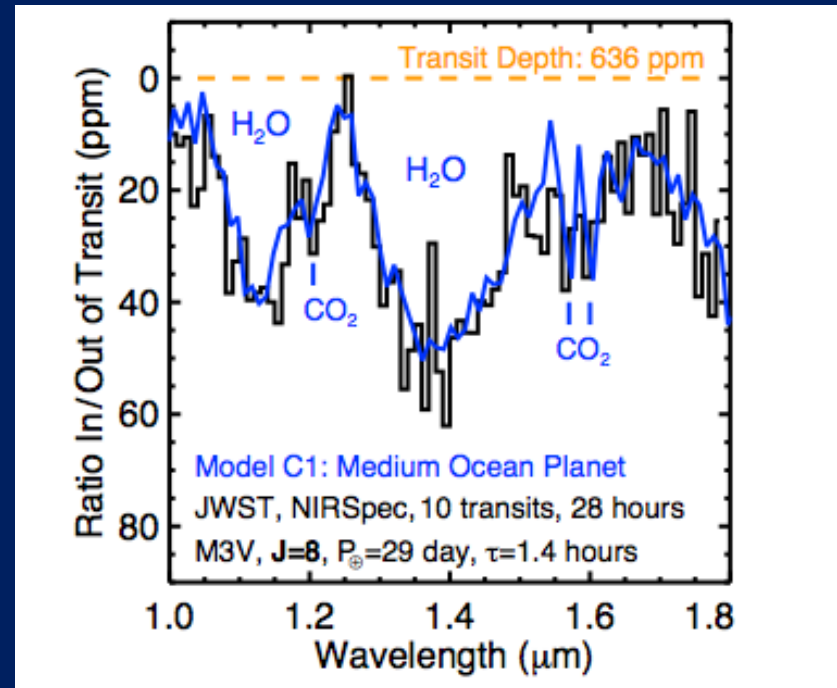 Transit Depth: 636 ppm
0
H₂O
H₂O
20
40
CO₂
CO₂
60
80
Ratio In/Out of Transit (ppm)
Model C1: Medium Ocean Planet
JWST, NIRSpec, 10 transits, 28 hours
M3V, J=8, P⊕=29 day, τ=1.4 hours
1.0 1.2 1.4 1.6 1.8
Wavelength (μm)